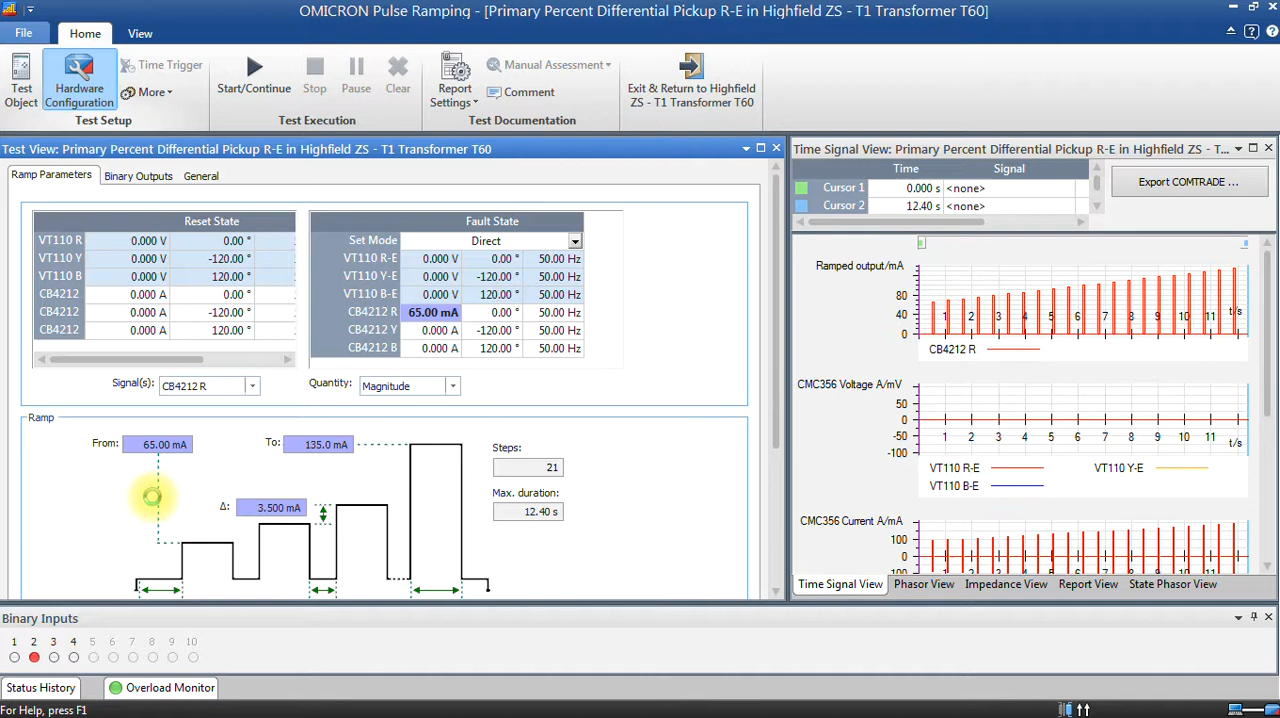 OMICRON Pulse Ramping - [Primary Percent Differential Pickup R-E in Highfield ZS - T1 Transformer T60]
File Home View
Test Object
Hardware Configuration
Time Trigger
More
Test Setup
Start/Continue Stop Pause Clear
Test Execution
Report Settings
Manual Assessment
Comment
Test Documentation
Exit & Return to Highfield
ZS - T1 Transformer T60
Test View: Primary Percent Differential Pickup R-E in Highfield ZS - T1 Transformer T60
Ramp Parameters Binary Outputs General
Reset State
VT110 R 0.000 V 0.00 °
VT110 Y 0.000 V -120.00 °
VT110 B 0.000 V 120.00 °
CB4212 0.000 A 0.00 °
CB4212 0.000 A -120.00 °
CB4212 0.000 A 120.00 °
Fault State
Set Mode Direct
VT110 R-E 0.000 V 0.00 ° 50.00 Hz
VT110 Y-E 0.000 V -120.00 ° 50.00 Hz
VT110 B-E 0.000 V 120.00 ° 50.00 Hz
CB4212 R 65.00 mA 0.00 ° 50.00 Hz
CB4212 Y 0.000 A -120.00 ° 50.00 Hz
CB4212 B 0.000 A 120.00 ° 50.00 Hz
Signal(s): CB4212 R Quantity: Magnitude
Ramp
From: 65.00 mA To: 135.0 mA
Δ: 3.500 mA
Steps:
21
Max. duration:
12.40 s
Time Signal View: Primary Percent Differential Pickup R-E in Highfield ZS - T...
Time Signal
Cursor 1 0.000 s <none>
Cursor 2 12.40 s <none>
Export COMTRADE ...
Ramped output/mA
80
40
0
1 2 3 4 5 6 7 8 9 10 11 t/s
CB4212 R
CMC356 Voltage A/mV
50
0
-50
-100
1 2 3 4 5 6 7 8 9 10 11 t/s
VT110 R-E VT110 Y-E
VT110 B-E
CMC356 Current A/mA
100
0
Time Signal View Phasor View Impedance View Report View State Phasor View
Binary Inputs
1 2 3 4 5 6 7 8 9 10
Status History Overload Monitor
For Help, press F1